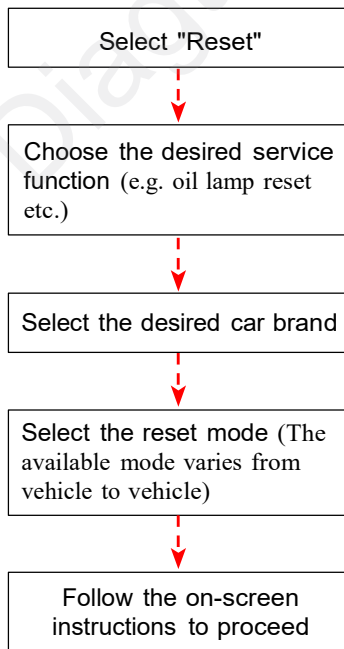 Select "Reset"
Choose the desired service
function (e.g. oil lamp reset
etc.)
Select the desired car brand
Select the reset mode (The
available mode varies from
vehicle to vehicle)
Follow the on-screen
instructions to proceed